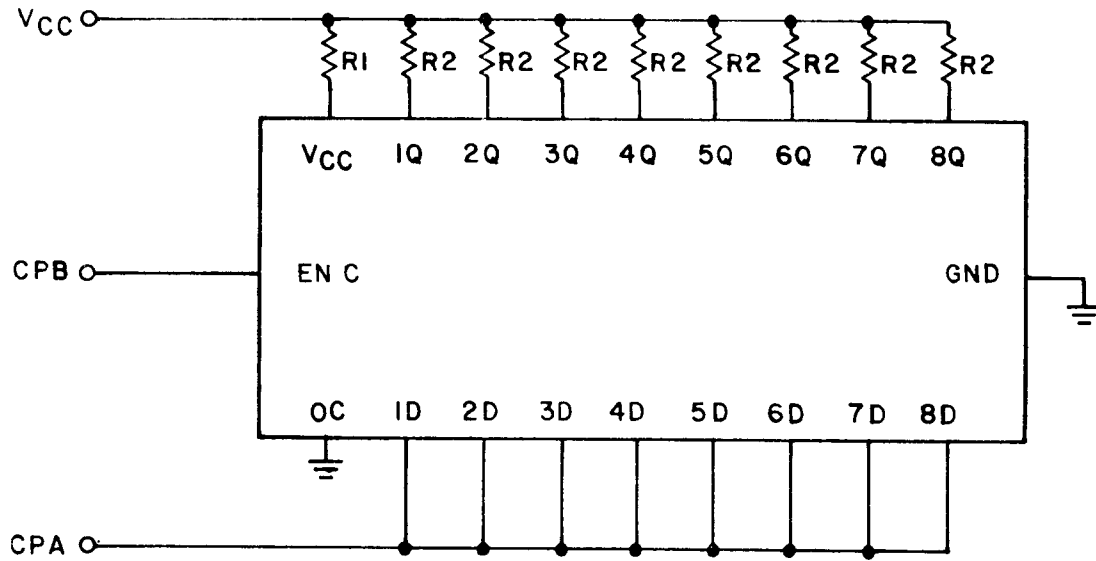 VCC
R1 R2 R2 R2 R2 R2 R2 R2 R2
VCC 1Q 2Q 3Q 4Q 5Q 6Q 7Q 8Q
CPB EN C GND
OC 1D 2D 3D 4D 5D 6D 7D 8D
CPA